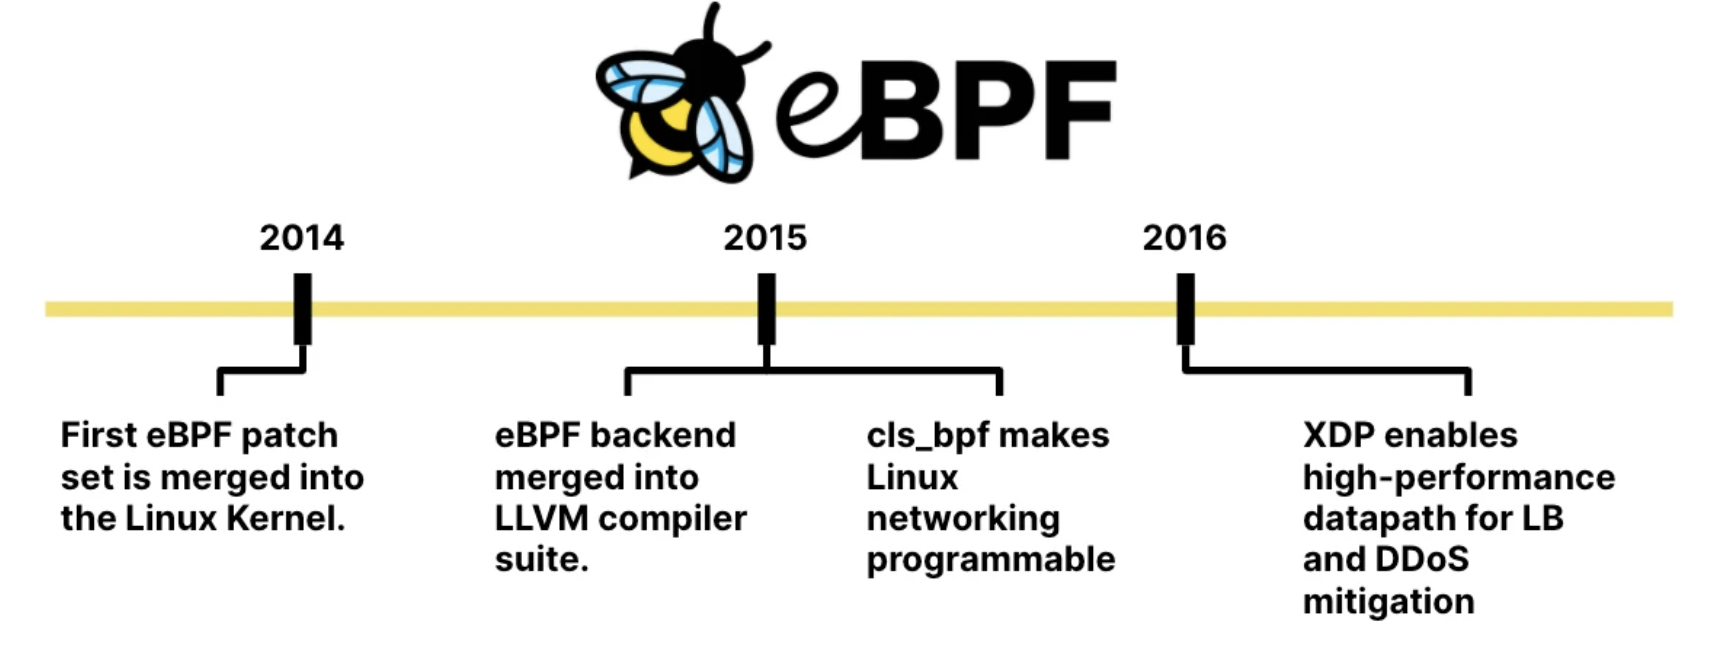 eBPF
2014
2015
2016
First eBPF patch
set is merged into
the Linux Kernel.
eBPF backend
merged into
LLVM compiler
suite.
cls_bpf makes
Linux
networking
programmable
XDP enables
high-performance
datapath for LB
and DDoS
mitigation